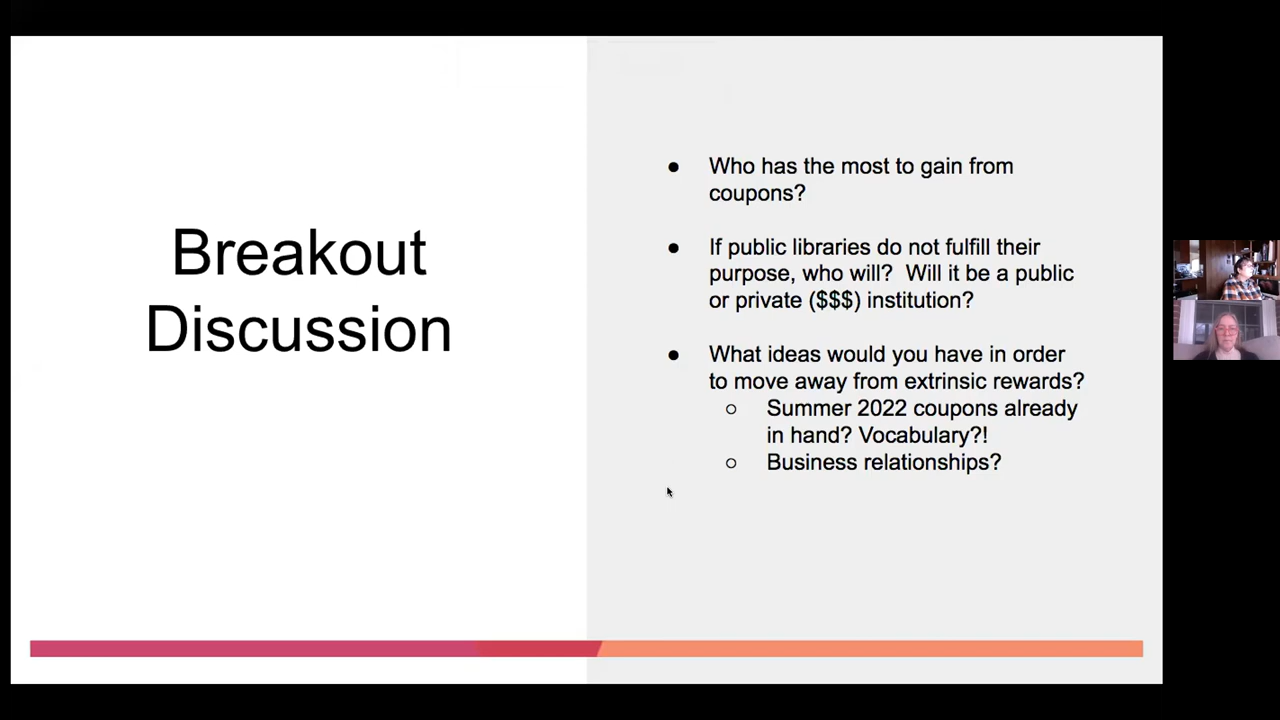 Breakout
Discussion
● Who has the most to gain from
coupons?
● If public libraries do not fulfill their
purpose, who will?  Will it be a public
or private ($$$) institution?
● What ideas would you have in order
to move away from extrinsic rewards?
○ Summer 2022 coupons already
in hand? Vocabulary?!
○ Business relationships?